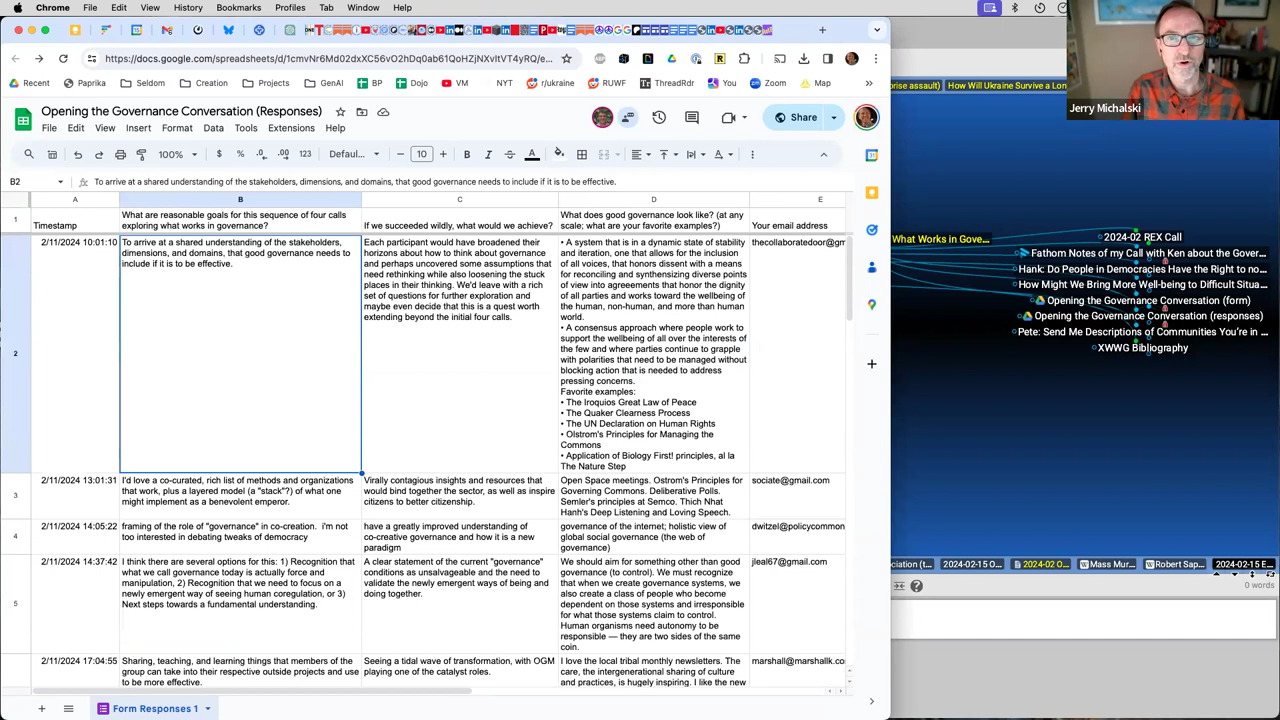 Chrome File Edit View History Bookmarks Profiles Tab Window Help
https://docs.google.com/spreadsheets/d/1cmvNr6Md02dxXC56vO2hDq0ab61QoHZjNXvltVT4yRQ/e...
Recent Paprika Seldom Creation Projects GenAI BP Dojo VM NYT r/ukraine RUWF ThreadRdr You Zoom Map »
Opening the Governance Conversation (Responses)
File Edit View Insert Format Data Tools Extensions Help
Share
100% $ % .0 .00 123 Defaul... 10 B I A
B2 To arrive at a shared understanding of the stakeholders, dimensions, and domains, that good governance needs to include if it is to be effective.
A B C D E
1 Timestamp
What are reasonable goals for this sequence of four calls
exploring what works in governance?
If we succeeded wildly, what would we achieve?
What does good governance look like? (at any
scale; what are your favorite examples?)
Your email address
2
2/11/2024 10:01:10
To arrive at a shared understanding of the stakeholders,
dimensions, and domains, that good governance needs to
include if it is to be effective.
Each participant would have broadened their
horizons about how to think about governance
and perhaps uncovered some assumptions that
need rethinking while also loosening the stuck
places in their thinking. We'd leave with a rich
set of questions for further exploration and
maybe even decide that this is a quest worth
extending beyond the initial four calls.
• A system that is in a dynamic state of stability
and iteration, one that allows for the inclusion
of all voices, that honors dissent with a means
for reconciling and synthensizing diverse points
of view into agreeements that honor the dignity
of all parties and works toward the wellbeing of
the human, non-human, and more than human
world.
• A consensus approach where people work to
support the wellbeing of all over the interests of
the few and where parties continue to grapple
with polarities that need to be managed without
blocking action that is needed to address
pressing concerns.
Favorite examples:
• The Iroquios Great Law of Peace
• The Quaker Clearness Process
• The UN Declaration on Human Rights
• Olstrom's Principles for Managing the
Commons
• Application of Biology First! principles, al la
The Nature Step
thecollaboratedoor@gm
3
2/11/2024 13:01:31
I'd love a co-curated, rich list of methods and organizations
that work, plus a layered model (a "stack"?) of what one
might implement as a benevolent emperor.
Virally contagious insights and resources that
would bind together the sector, as well as inspire
citizens to better citizenship.
Open Space meetings. Ostrom's Principles for
Governing Commons. Deliberative Polls.
Semler's principles at Semco. Thich Nhat
Hanh's Deep Listening and Loving Speech.
sociate@gmail.com
4
2/11/2024 14:05:22
framing of the role of "governance" in co-creation. i'm not
too interested in debating tweaks of democracy
have a greatly improved understanding of
co-creative governance and how it is a new
paradigm
governance of the internet; holistic view of
global social governance (the web of
governance)
dwitzel@policycommon
5
2/11/2024 14:37:42
I think there are several options for this: 1) Recognition that
what we call governance today is actually force and
manipulation, 2) Recognition that we need to focus on a
newly emergent way of seeing human coregulation, or 3)
Next steps towards a fundamental understanding.
A clear statement of the current "governance"
conditions as unsalvageable and the need to
validate the newly emergent ways of being and
doing together.
We should aim for something other than good
governance (to control). We must recognize
that when we create governance systems, we
also create a class of people who become
dependent on those systems and irresponsible
for what those systems claim to control.
Human organisms need autonomy to be
responsible — they are two sides of the same
coin.
jleal67@gmail.com
2/11/2024 17:04:55
Sharing, teaching, and learning things that members of the
group can take into their respective outside projects and use
to be more effective.
Seeing a tidal wave of transformation, with OGM
playing one of the catalyst roles.
I love the local tribal monthly newsletters. The
care, the intergenerational sharing of culture
and practices, is hugely inspiring. I like the new
marshall@marshallk.co
Form Responses 1
Jerry Michalski
rise assault) How Will Ukraine Survive a Lon
What Works in Gove...
2024-02 REX Call
Fathom Notes of my Call with Ken about the Gover...
Hank: Do People in Democracies Have the Right to no...
How Might We Bring More Well-being to Difficult Situa...
Opening the Governance Conversation (form)
Opening the Governance Conversation (responses)
Pete: Send Me Descriptions of Communities You're in ...
XWWG Bibliography
ociation (t... 2024-02-15 O... 2024-02 O... Mass Mur... Robert Sap... 2024-02-15 E...
0 words